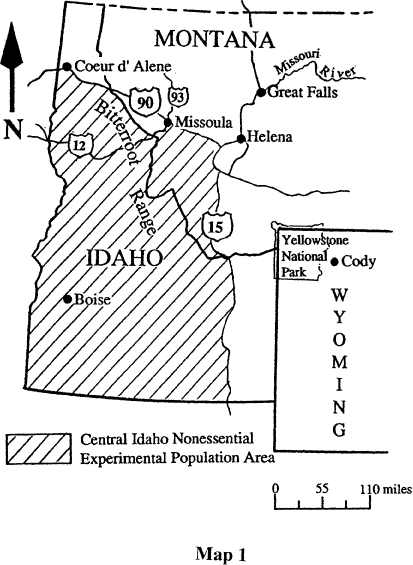 MONTANA
Missouri
River
Coeur d' Alene
90
93
Great Falls
Missoula
N
12
Bitterroot
Range
Helena
15
Yellowstone
National
Park
Cody
IDAHO
Boise
WYOMING
Central Idaho Nonessential
Experimental Population Area
0 55 110 miles
Map 1